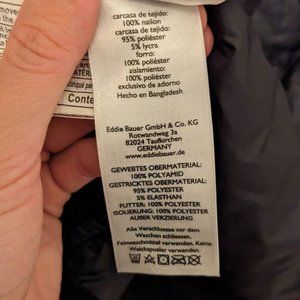 carcasa de tejido:
100% nailon
carcasa de tejido:
95% poliéster
5% lycra
forro:
100% poliéster
aislamiento:
100% poliéster
exclusivo de adorno
Hecho en Bangladesh
Eddie Bauer GmbH & Co. KG
Rotwandweg 3a
82024 Taufkirchen
GERMANY
www.eddiebauer.de
GEWEBTES OBERMATERIAL:
100% POLYAMID
GESTRICKTES OBERMATERIAL:
95% POLYESTER
5% ELASTHAN
FUTTER: 100% POLYESTER
ISOLIERUNG: 100% POLYESTER
AUßER VERZIERUNG
Alle Verschlüsse vor dem
Waschen schliessen.
Feinwaschmittel verwenden. Keinen
Weichspüler verwenden.